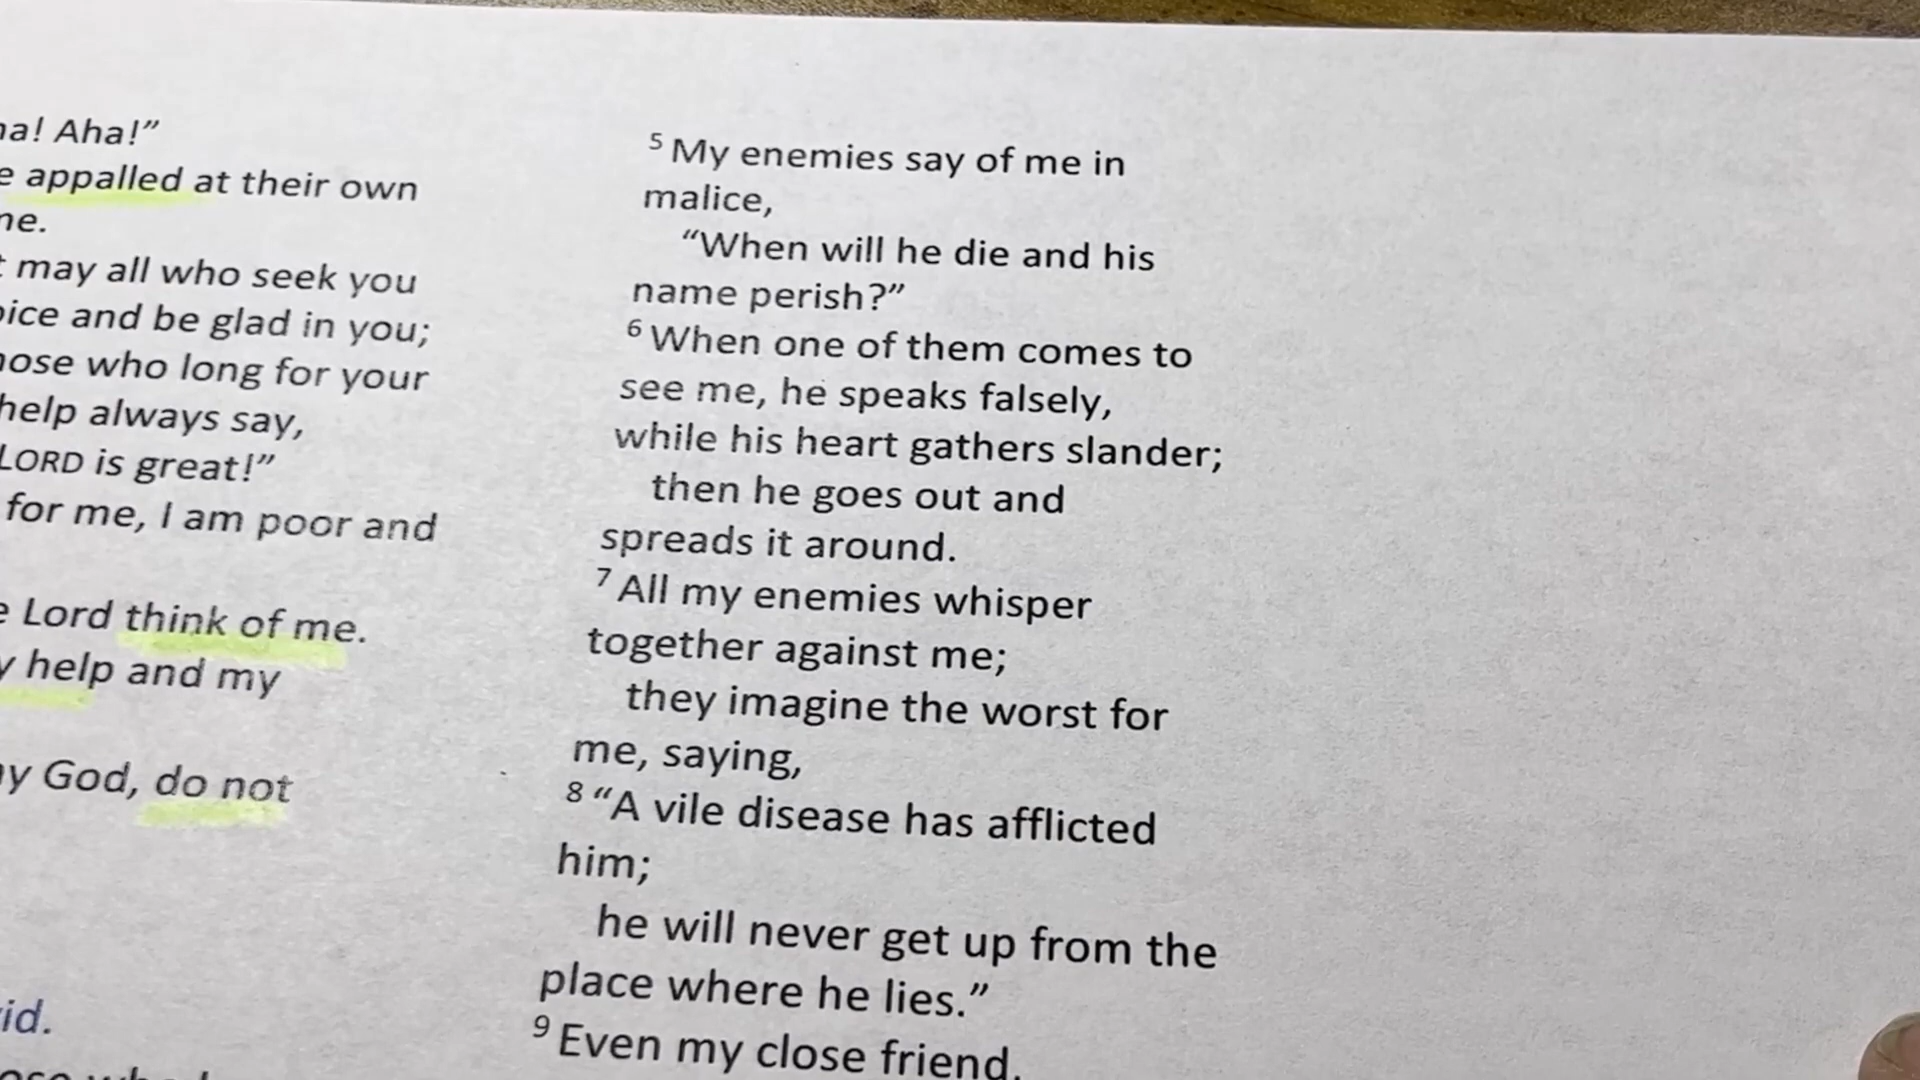 Aha!”
appalled at their own
may all who seek you
and be glad in you;
who long for your
help always say,
LORD is great!”
for me, I am poor and
Lord think of me.
help and my
God, do not
5 My enemies say of me in
malice,
“When will he die and his
name perish?”
6 When one of them comes to
see me, he speaks falsely,
while his heart gathers slander;
then he goes out and
spreads it around.
7 All my enemies whisper
together against me;
they imagine the worst for
me, saying,
8 “A vile disease has afflicted
him;
he will never get up from the
place where he lies.”
9 Even my close friend,